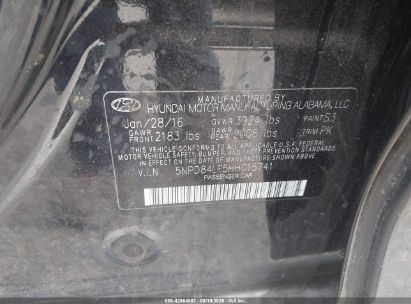 MANUFACTURED BY
HYUNDAI MOTOR MANUFACTURING ALABAMA, LLC
Jan/28/16 GVWR 3924 lbs PAINT S3
GAWR FRONT 2183 lbs GAWR REAR 2006 lbs TRIM PK
THIS VEHICLE CONFORMS TO ALL APPLICABLE U.S. FEDERAL
MOTOR VEHICLE SAFETY, BUMPER, AND THEFT PREVENTION
STANDARDS IN EFFECT ON THE DATE OF MANUFACTURE
SHOWN ABOVE.
V.I.N. 5NPD84LF5HH015741
PASSENGER CAR